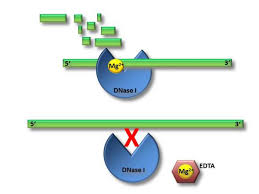 5' Mg2+ 3'
DNase I
5' 3'
X
DNase I
EDTA
Mg2+